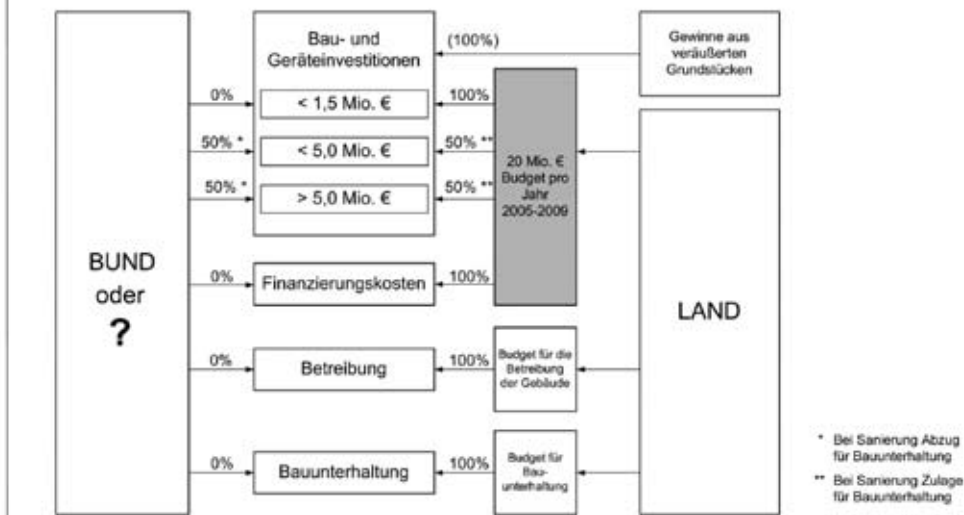 BUND
oder
?
0%
50% *
50% *
0%
0%
0%
Bau- und
Geräteinvestitionen
< 1,5 Mio. €
< 5,0 Mio. €
> 5,0 Mio. €
Finanzierungskosten
Betreibung
Bauunterhaltung
(100%)
100%
50% **
50% **
100%
100%
100%
20 Mio. €
Budget pro
Jahr
2005-2009
Budget für die
Betreibung
der Gebäude
Budget für
Bau-
unterhaltung
Gewinne aus
veräußerten
Grundstücken
LAND
* Bei Sanierung Abzug
für Bauunterhaltung
** Bei Sanierung Zulage
für Bauunterhaltung